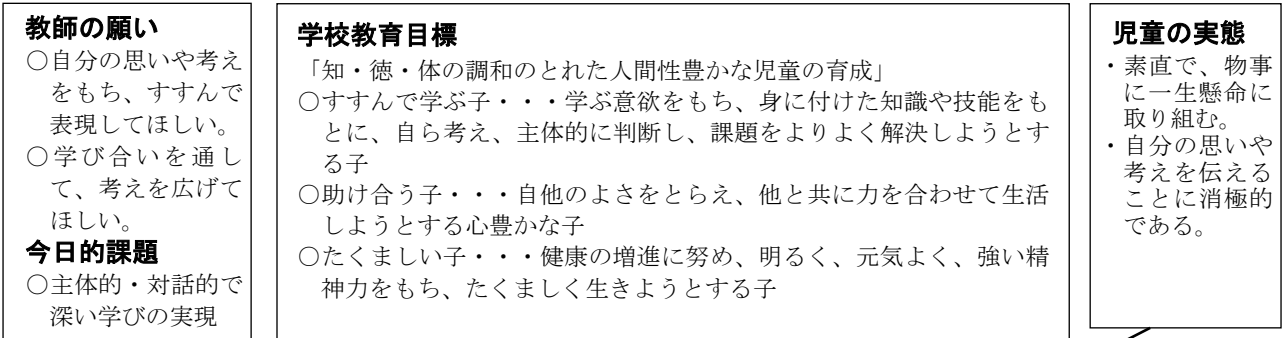 教師の願い
○自分の思いや考え
をもち、すすんで
表現してほしい。
○学び合いを通し
て、考えを広げて
ほしい。
今日的課題
○主体的・対話的で
深い学びの実現
学校教育目標
「知・徳・体の調和のとれた人間性豊かな児童の育成」
○すすんで学ぶ子・・・学ぶ意欲をもち、身に付けた知識や技能をも
とに、自ら考え、主体的に判断し、課題をよりよく解決しようとす
る子
○助け合う子・・・自他のよさをとらえ、他と共に力を合わせて生活
しようとする心豊かな子
○たくましい子・・・健康の増進に努め、明るく、元気よく、強い精
神力をもち、たくましく生きようとする子
児童の実態
・素直で、物事
に一生懸命に
取り組む。
・自分の思いや
考えを伝える
ことに消極的
である。